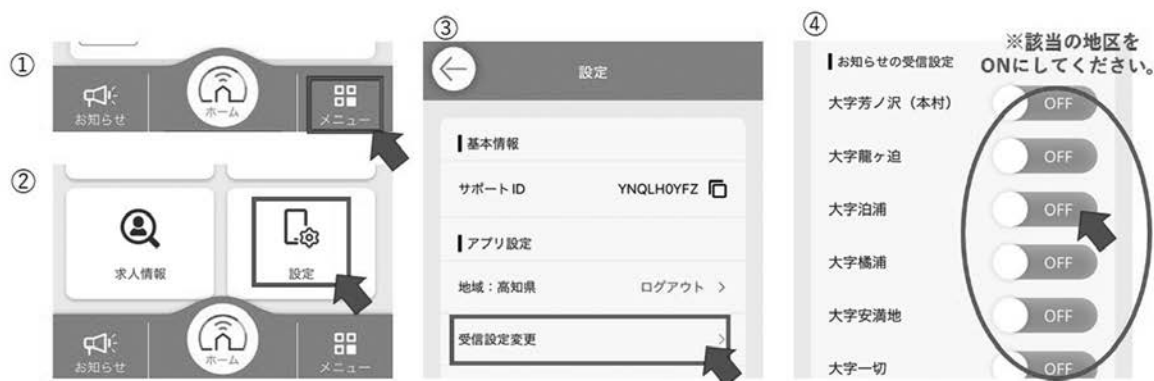 ①
お知らせ
ホーム
メニュー
②
求人情報
設定
お知らせ
ホーム
メニュー
③
設定
基本情報
サポートID YNQLH0YFZ
アプリ設定
地域：高知県 ログアウト >
受信設定変更 >
④
※該当の地区を
ONにしてください。
お知らせの受信設定
大字芳ノ沢（本村） OFF
大字龍ヶ迫 OFF
大字泊浦 OFF
大字橘浦 OFF
大字安満地 OFF
大字一切 OFF